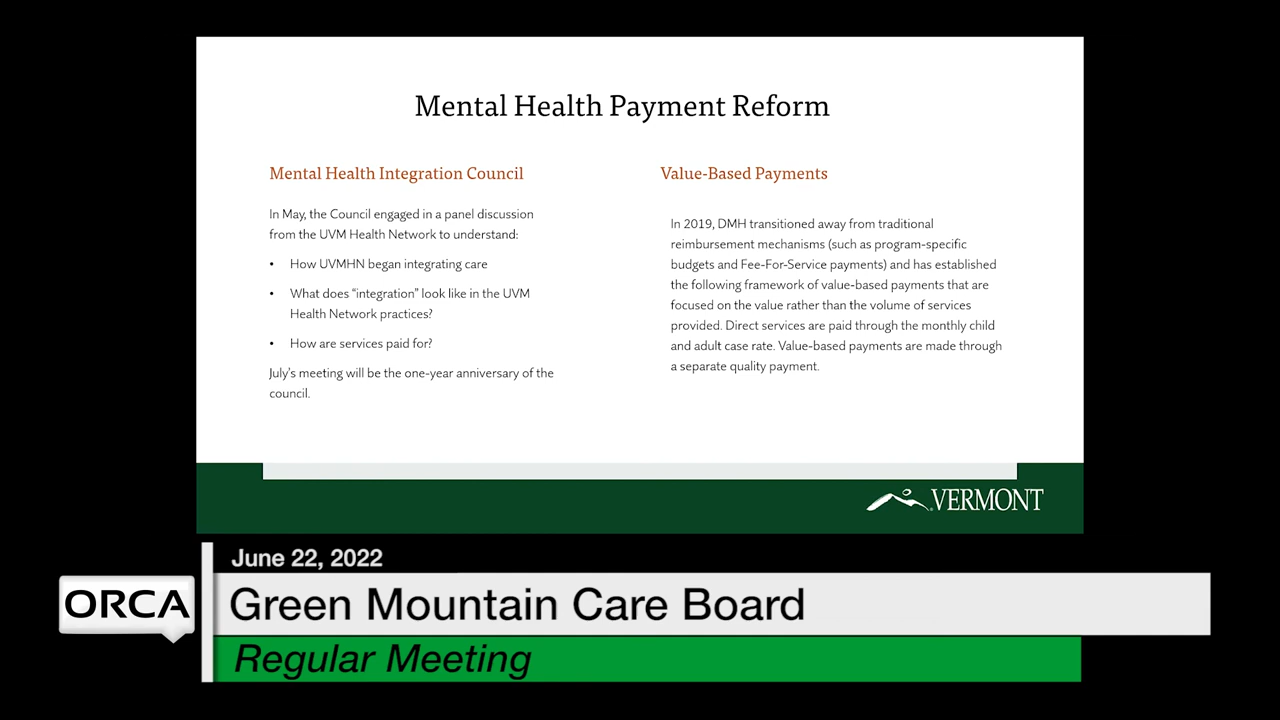 Mental Health Payment Reform
Mental Health Integration Council
In May, the Council engaged in a panel discussion
from the UVM Health Network to understand:
• How UVMHN began integrating care
• What does “integration” look like in the UVM
Health Network practices?
• How are services paid for?
July's meeting will be the one-year anniversary of the
council.
Value-Based Payments
In 2019, DMH transitioned away from traditional
reimbursement mechanisms (such as program-specific
budgets and Fee-For-Service payments) and has established
the following framework of value-based payments that are
focused on the value rather than the volume of services
provided. Direct services are paid through the monthly child
and adult case rate. Value-based payments are made through
a separate quality payment.
VERMONT
June 22, 2022
ORCA
Green Mountain Care Board
Regular Meeting